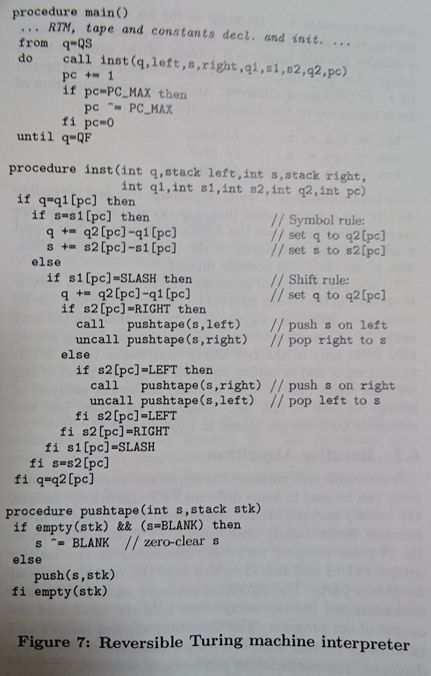 procedure main()
... RTM, tape and constants decl. and init. ...
from q=QS
do call inst(q,left,s,right,q1,s1,s2,q2,pc)
pc += 1
if pc=PC_MAX then
pc ^= PC_MAX
fi pc=0
until q=QF
procedure inst(int q,stack left,int s,stack right,
int q1,int s1,int s2,int q2,int pc)
if q=q1[pc] then
if s=s1[pc] then // Symbol rule:
q += q2[pc]-q1[pc] // set q to q2[pc]
s += s2[pc]-s1[pc] // set s to s2[pc]
else
if s1[pc]=SLASH then // Shift rule:
q += q2[pc]-q1[pc] // set q to q2[pc]
if s2[pc]=RIGHT then
call pushtape(s,left) // push s on left
uncall pushtape(s,right) // pop right to s
else
if s2[pc]=LEFT then
call pushtape(s,right) // push s on right
uncall pushtape(s,left) // pop left to s
fi s2[pc]=LEFT
fi s2[pc]=RIGHT
fi s1[pc]=SLASH
fi s=s2[pc]
fi q=q2[pc]
procedure pushtape(int s,stack stk)
if empty(stk) && (s=BLANK) then
s ^= BLANK // zero-clear s
else
push(s,stk)
fi empty(stk)
Figure 7: Reversible Turing machine interpreter